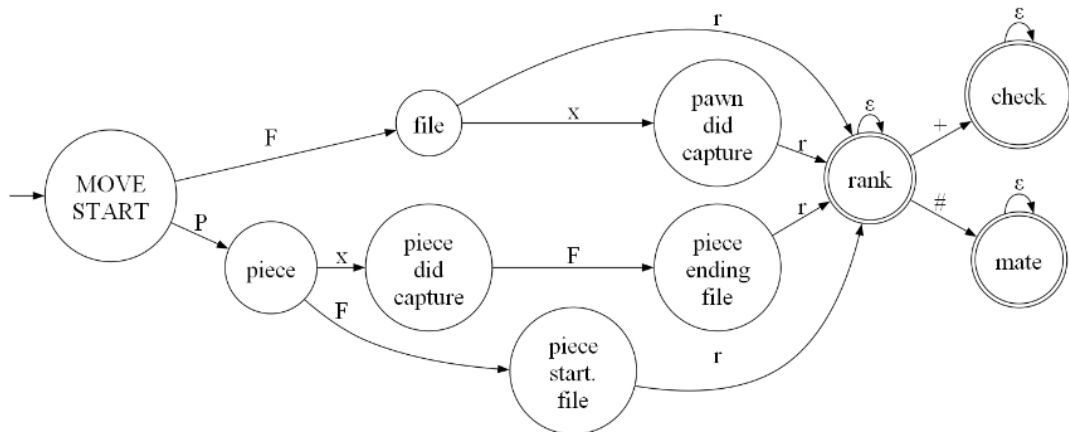 r
ε
ε
check
pawn
did
capture
file
x
F
r
+
rank
MOVE
START
#
ε
P
r
piece
did
capture
piece
ending
file
F
x
piece
mate
F
piece
start.
file
r